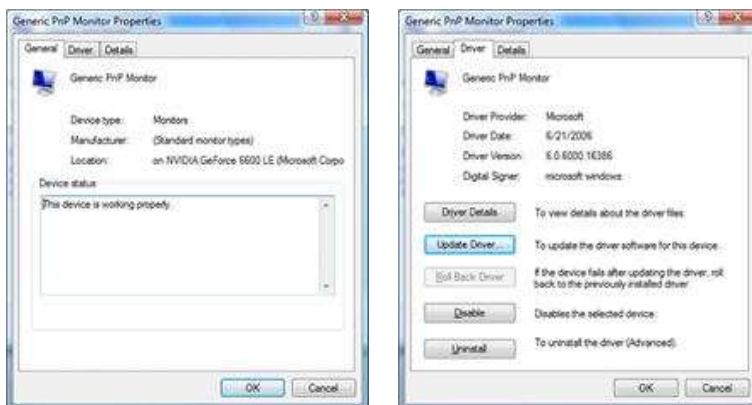 Generic PnP Monitor Properties
General Driver Details
Generic PnP Monitor
Device type: Monitors
Manufacturer: (Standard monitor types)
Location: on NVIDIA GeForce 6600 LE (Microsoft Corpo
Device status
This device is working properly.
OK Cancel
Generic PnP Monitor Properties
General Driver Details
Generic PnP Monitor
Driver Provider: Microsoft
Driver Date: 6/21/2006
Driver Version: 6.0.6000.16386
Digital Signer: microsoft windows
Driver Details To view details about the driver files.
Update Driver... To update the driver software for this device.
Roll Back Driver If the device fails after updating the driver, roll
back to the previously installed driver.
Disable Disables the selected device.
Uninstall To uninstall the driver (Advanced).
OK Cancel